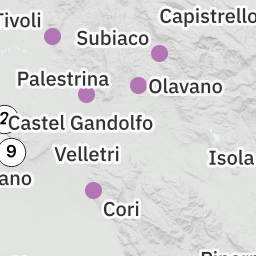 Tivoli
Capistrello
Subiaco
Palestrina
Olavano
2
Castel Gandolfo
9
Velletri
Isola
ano
Cori